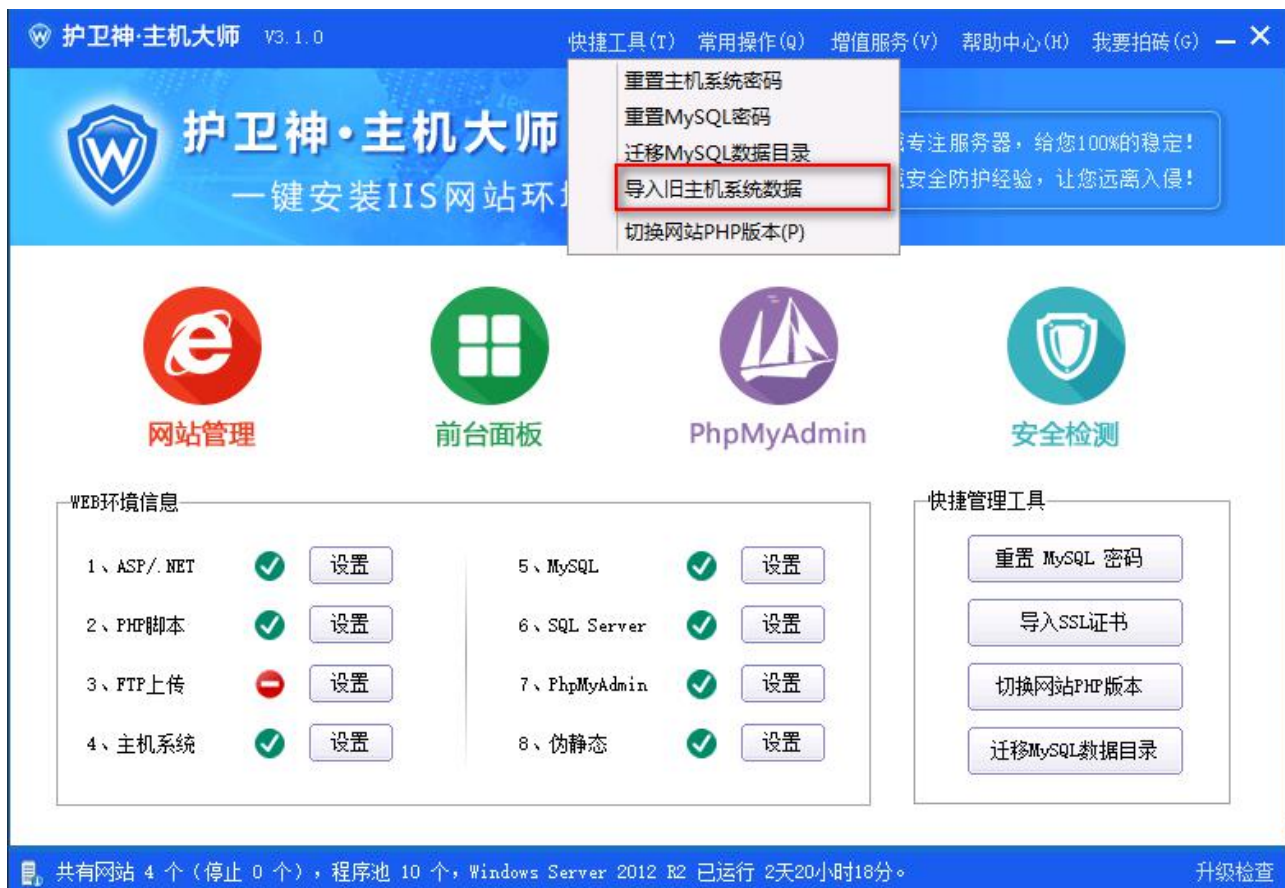 护卫神·主机大师 V3.1.0
快捷工具(T) 常用操作(Q) 增值服务(V) 帮助中心(H) 我要拍砖(G)
重置主机系统密码
重置MySQL密码
迁移MySQL数据目录
导入旧主机系统数据
切换网站PHP版本(P)
护卫神·主机大师
一键安装IIS网站环
专注服务器，给您100%的稳定！
安全防护经验，让您远离入侵！
网站管理 前台面板 PhpMyAdmin 安全检测
WEB环境信息
1、ASP/.NET 设置 5、MySQL 设置
2、PHP脚本 设置 6、SQL Server 设置
3、FTP上传 设置 7、PhpMyAdmin 设置
4、主机系统 设置 8、伪静态 设置
快捷管理工具
重置 MySQL 密码
导入SSL证书
切换网站PHP版本
迁移MySQL数据目录
共有网站 4 个（停止 0 个），程序池 10 个，Windows Server 2012 R2 已运行 2天20小时18分。 升级检查